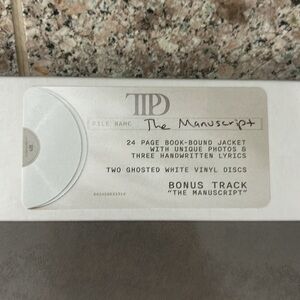 TTPD
FILE NAME The Manuscript
24 PAGE BOOK-BOUND JACKET
WITH UNIQUE PHOTOS &
THREE HANDWRITTEN LYRICS
TWO GHOSTED WHITE VINYL DISCS
BONUS TRACK
"THE MANUSCRIPT"